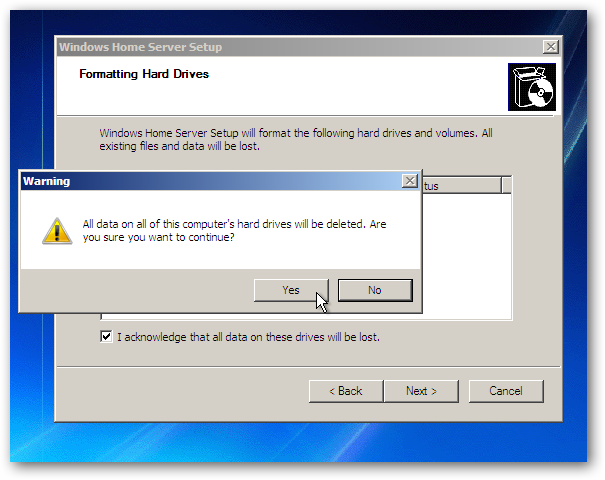 Windows Home Server Setup
Formatting Hard Drives
Windows Home Server Setup will format the following hard drives and volumes. All
existing files and data will be lost.
tus
Warning
All data on all of this computer's hard drives will be deleted. Are
you sure you want to continue?
Yes
No
I acknowledge that all data on these drives will be lost.
< Back
Next >
Cancel